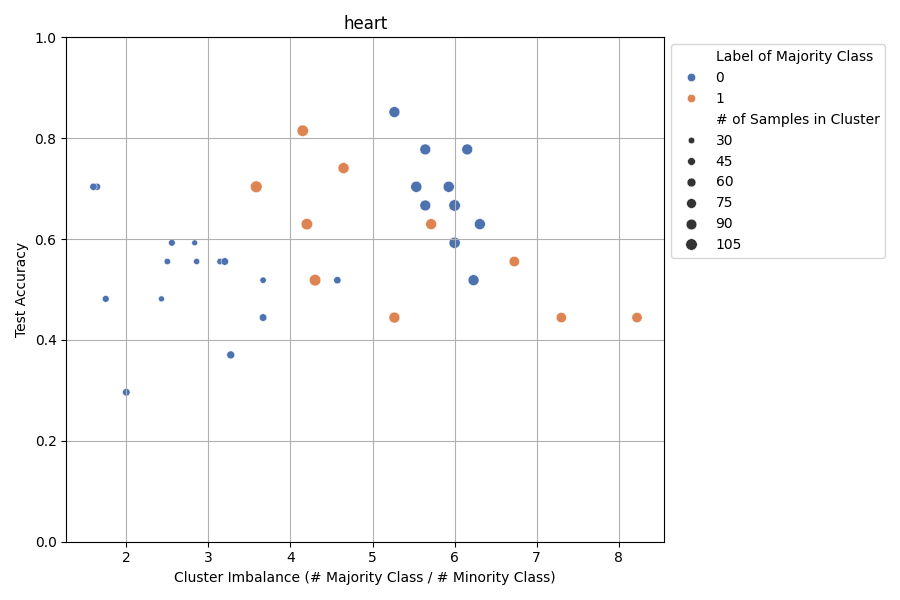 heart
Test Accuracy
1.0
0.8
0.6
0.4
0.2
0.0
2 3 4 5 6 7 8
Cluster Imbalance (# Majority Class / # Minority Class)
Label of Majority Class
0
1
# of Samples in Cluster
30
45
60
75
90
105